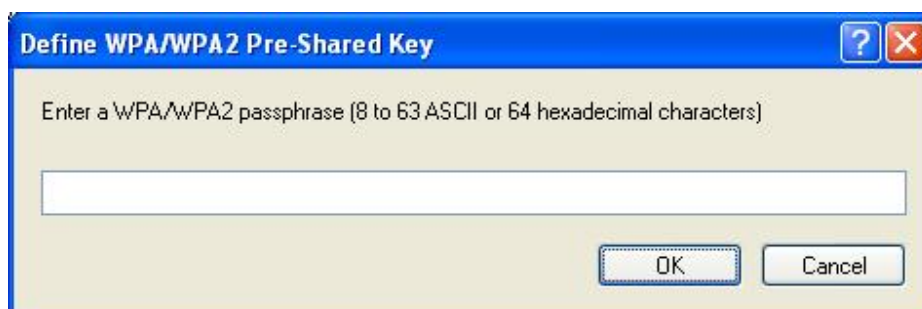 Define WPA/WPA2 Pre-Shared Key ?
Enter a WPA/WPA2 passphrase (8 to 63 ASCII or 64 hexadecimal characters)
OK Cancel